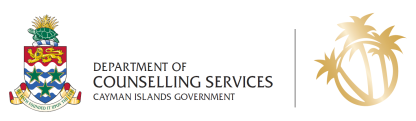 DEPARTMENT OF
COUNSELLING SERVICES
CAYMAN ISLANDS GOVERNMENT